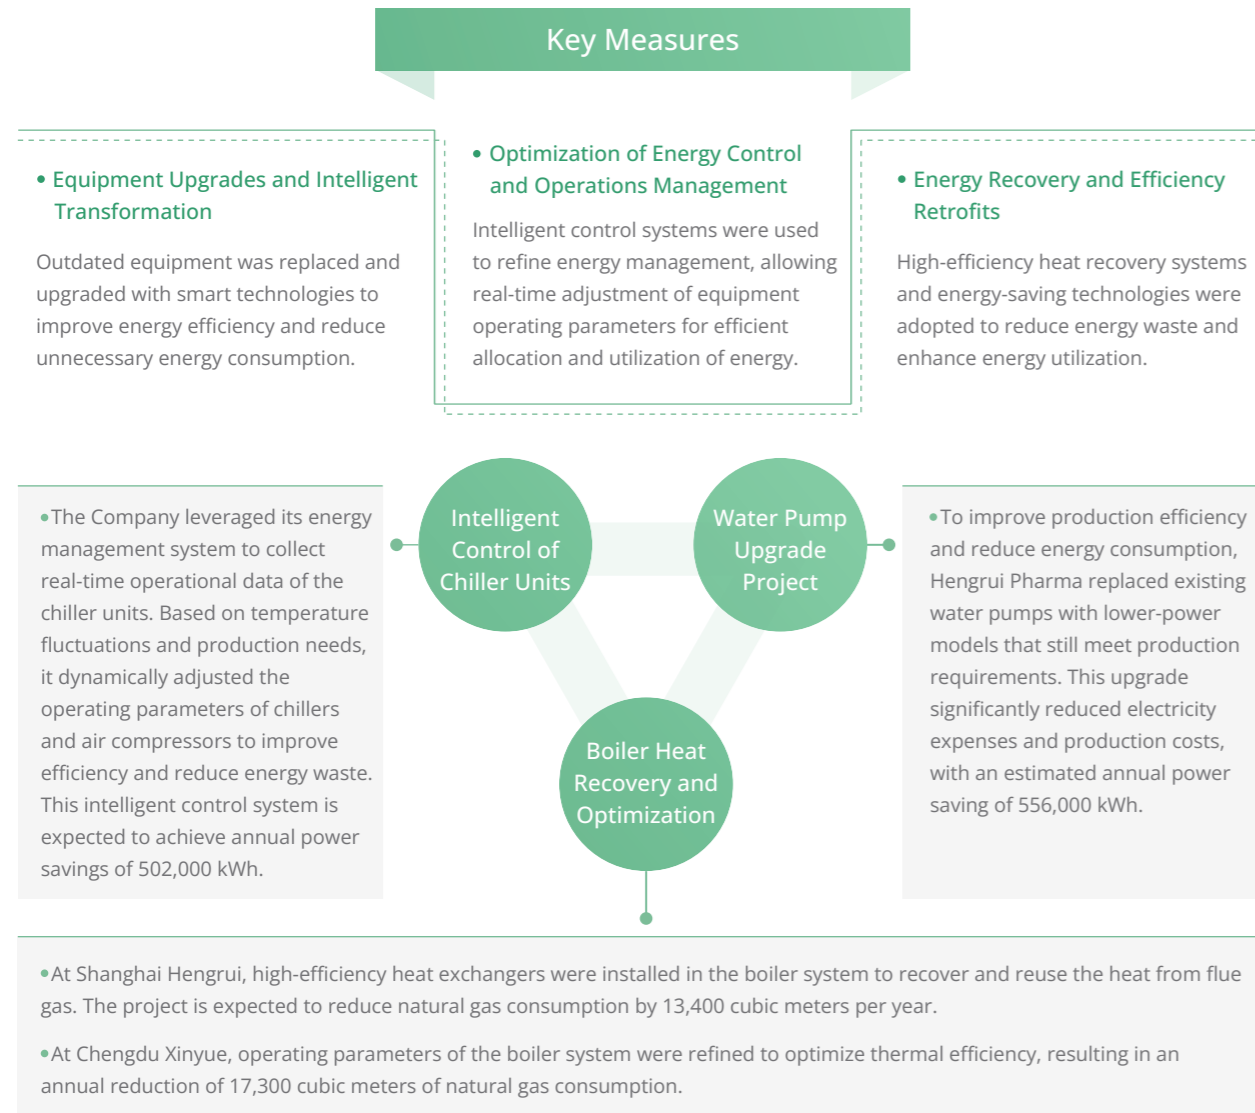 Key Measures
• Equipment Upgrades and Intelligent
Transformation
Outdated equipment was replaced and
upgraded with smart technologies to
improve energy efficiency and reduce
unnecessary energy consumption.
• Optimization of Energy Control
and Operations Management
Intelligent control systems were used
to refine energy management, allowing
real-time adjustment of equipment
operating parameters for efficient
allocation and utilization of energy.
• Energy Recovery and Efficiency
Retrofits
High-efficiency heat recovery systems
and energy-saving technologies were
adopted to reduce energy waste and
enhance energy utilization.
Intelligent
Control of
Chiller Units
•The Company leveraged its energy
management system to collect
real-time operational data of the
chiller units. Based on temperature
fluctuations and production needs,
it dynamically adjusted the
operating parameters of chillers
and air compressors to improve
efficiency and reduce energy waste.
This intelligent control system is
expected to achieve annual power
savings of 502,000 kWh.
Water Pump
Upgrade
Project
•To improve production efficiency
and reduce energy consumption,
Hengrui Pharma replaced existing
water pumps with lower-power
models that still meet production
requirements. This upgrade
significantly reduced electricity
expenses and production costs,
with an estimated annual power
saving of 556,000 kWh.
Boiler Heat
Recovery and
Optimization
•At Shanghai Hengrui, high-efficiency heat exchangers were installed in the boiler system to recover and reuse the heat from flue
gas. The project is expected to reduce natural gas consumption by 13,400 cubic meters per year.
•At Chengdu Xinyue, operating parameters of the boiler system were refined to optimize thermal efficiency, resulting in an
annual reduction of 17,300 cubic meters of natural gas consumption.